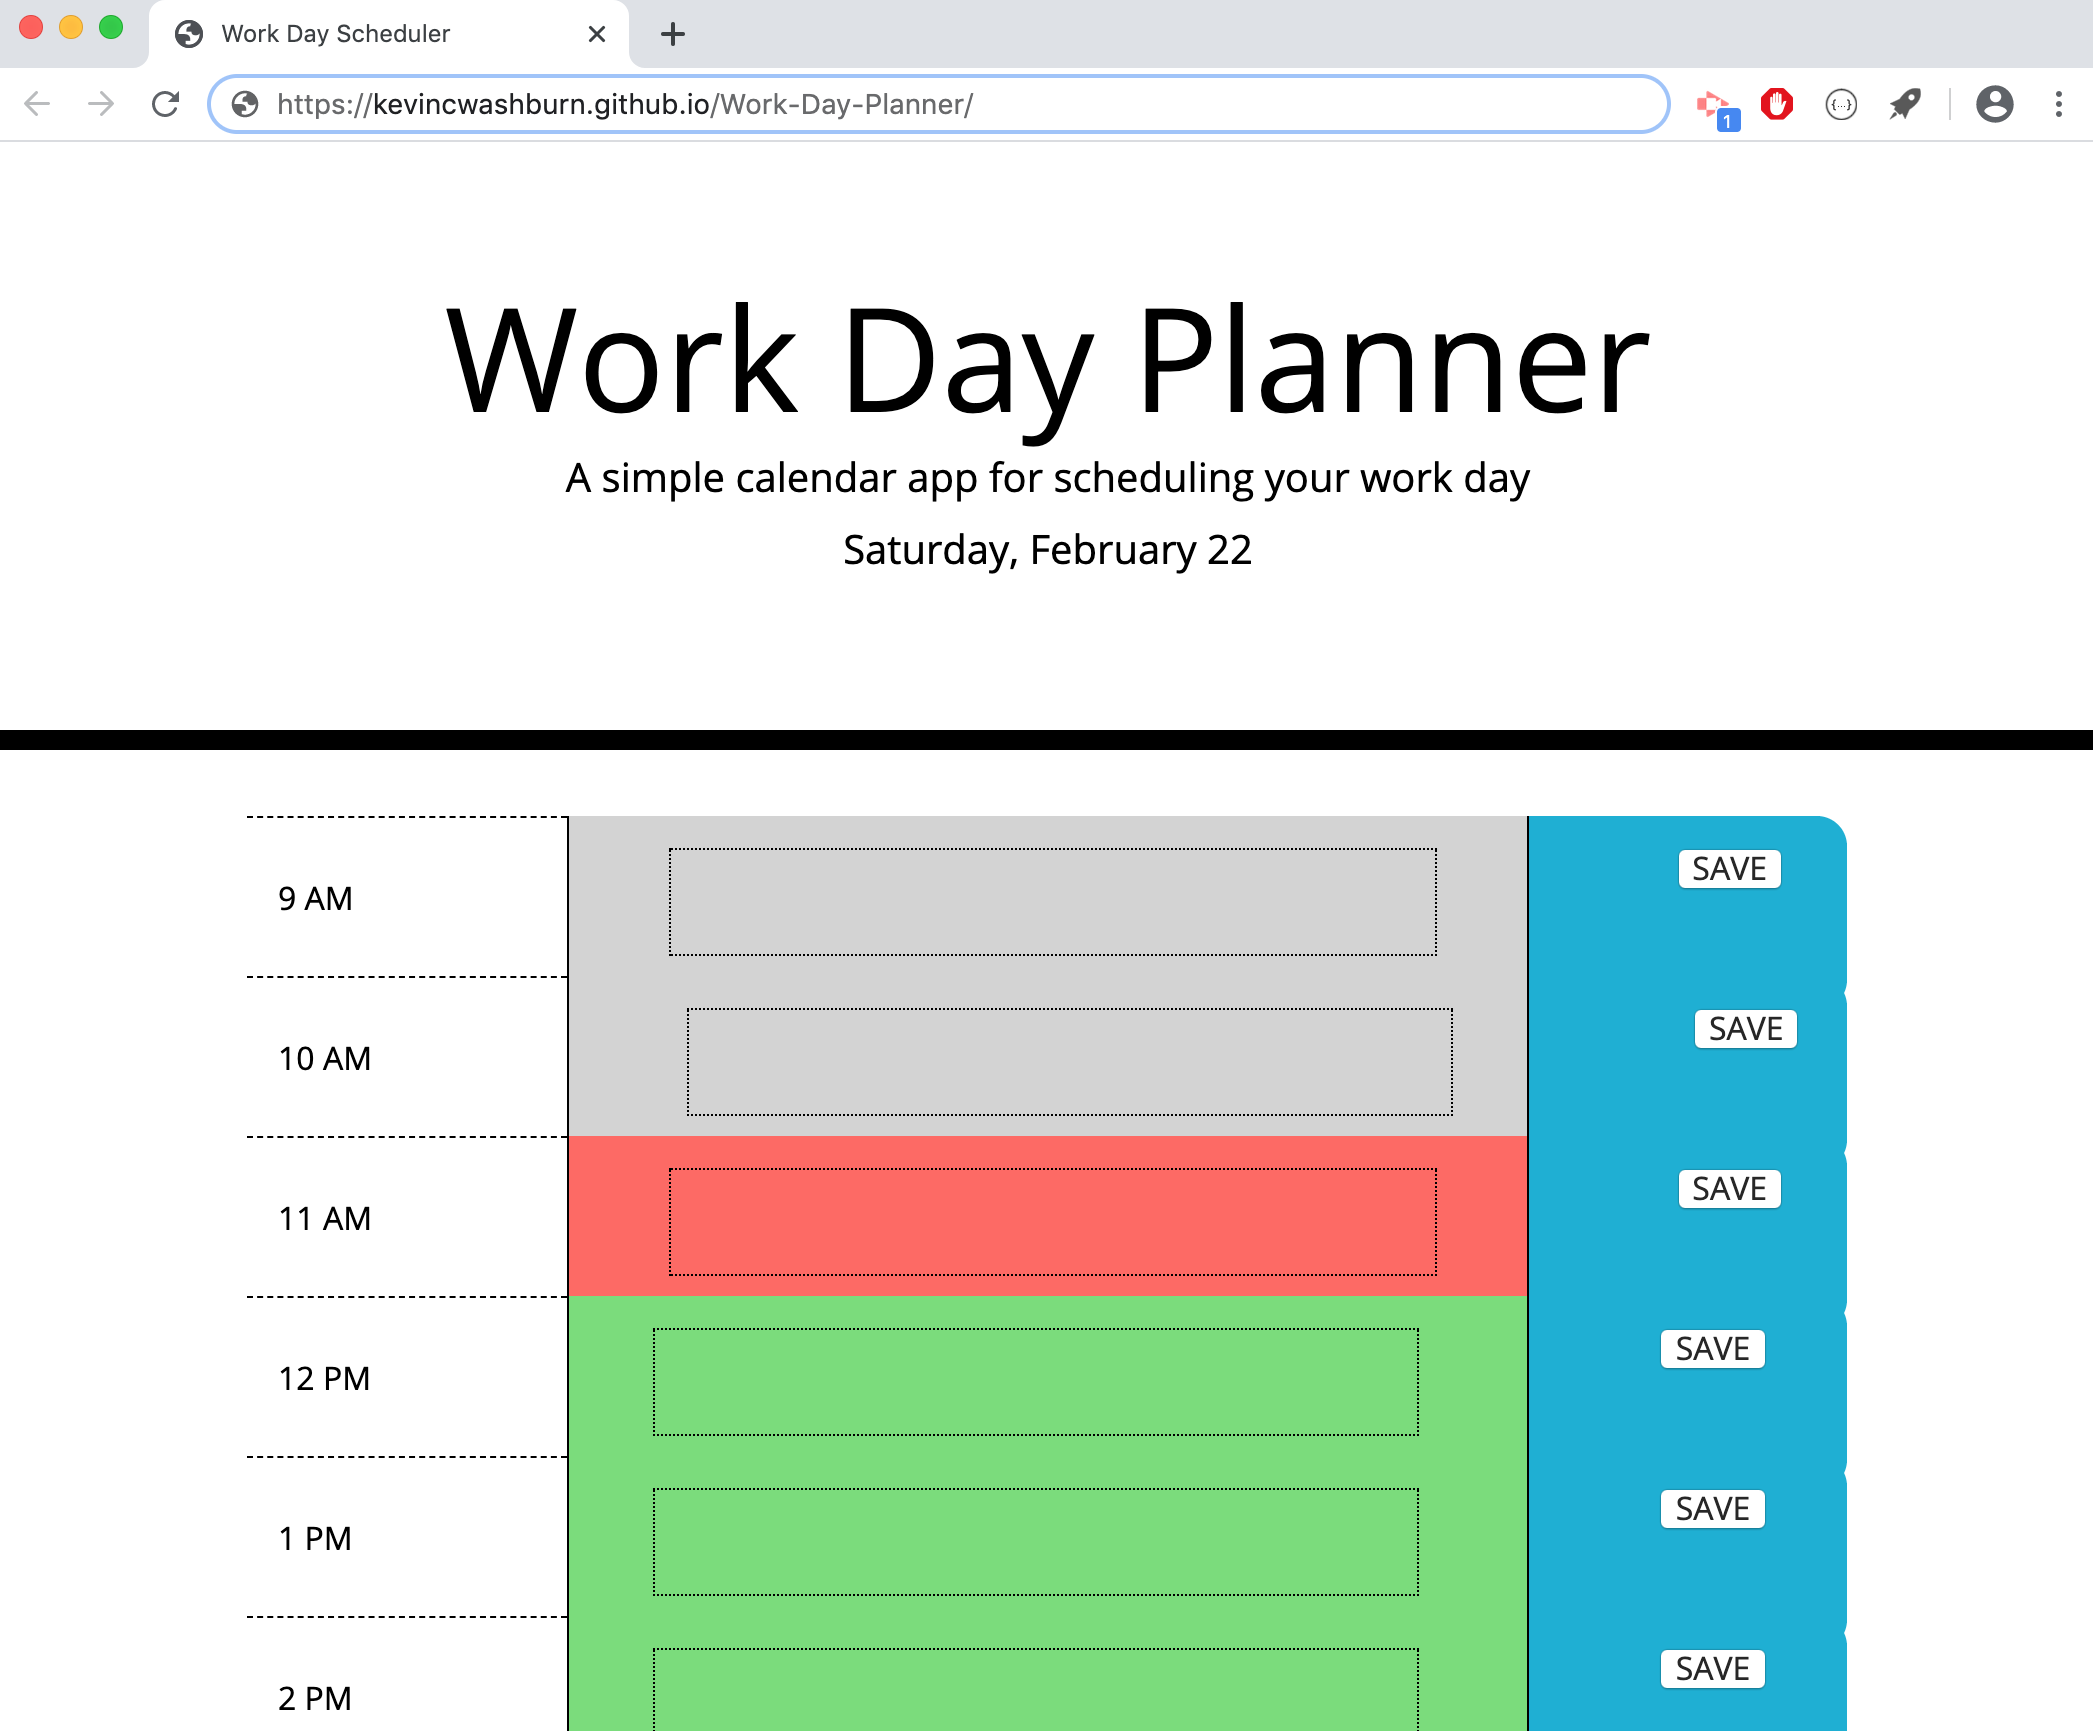 Work Day Scheduler
https://kevincwashburn.github.io/Work-Day-Planner/
1
{...}
Work Day Planner
A simple calendar app for scheduling your work day
Saturday, February 22
9 AM
SAVE
10 AM
SAVE
11 AM
SAVE
12 PM
SAVE
1 PM
SAVE
2 PM
SAVE